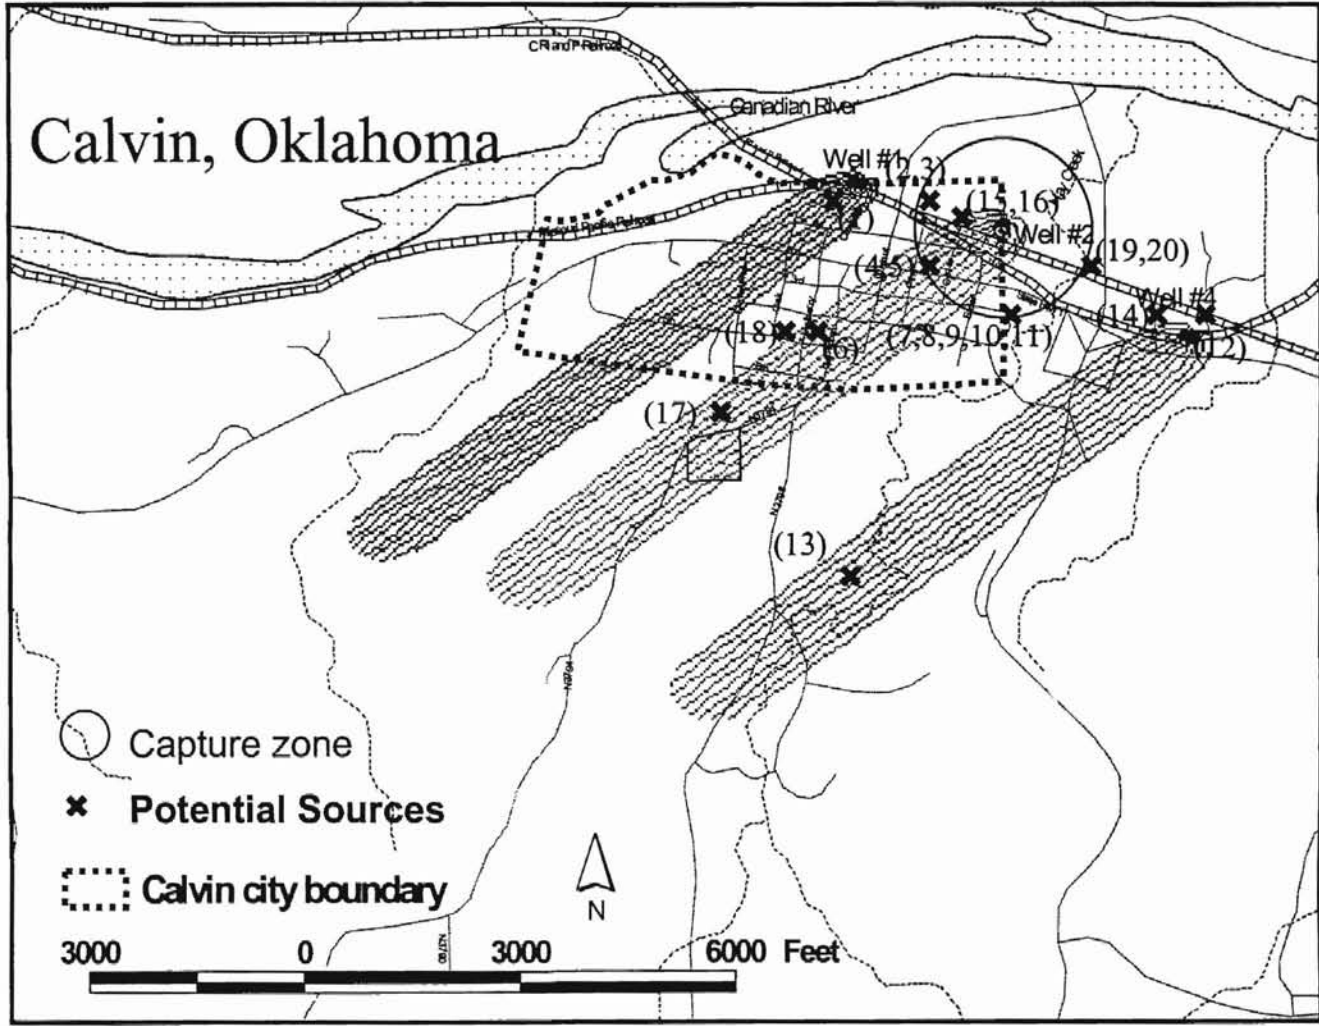 C R I and P Railroad
Canadian River
Calvin, Oklahoma
Well #1
(2,3)
(1)
(15,16)
Well #2
(19,20)
(4,5)
Well #4
(14)
(12)
(18)
(6)
(7,8,9,10,11)
(17)
(13)
N3794
Capture zone
Potential Sources
Calvin city boundary
N
N3790
3000 0 3000 6000 Feet